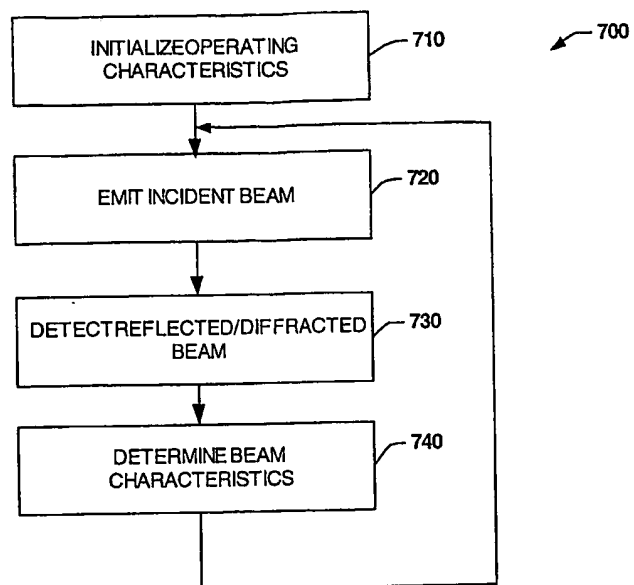 INITIALIZEOPERATING
CHARACTERISTICS
710
700
EMIT INCIDENT BEAM
720
DETECTREFLECTED/DIFFRACTED
BEAM
730
DETERMINE BEAM
CHARACTERISTICS
740